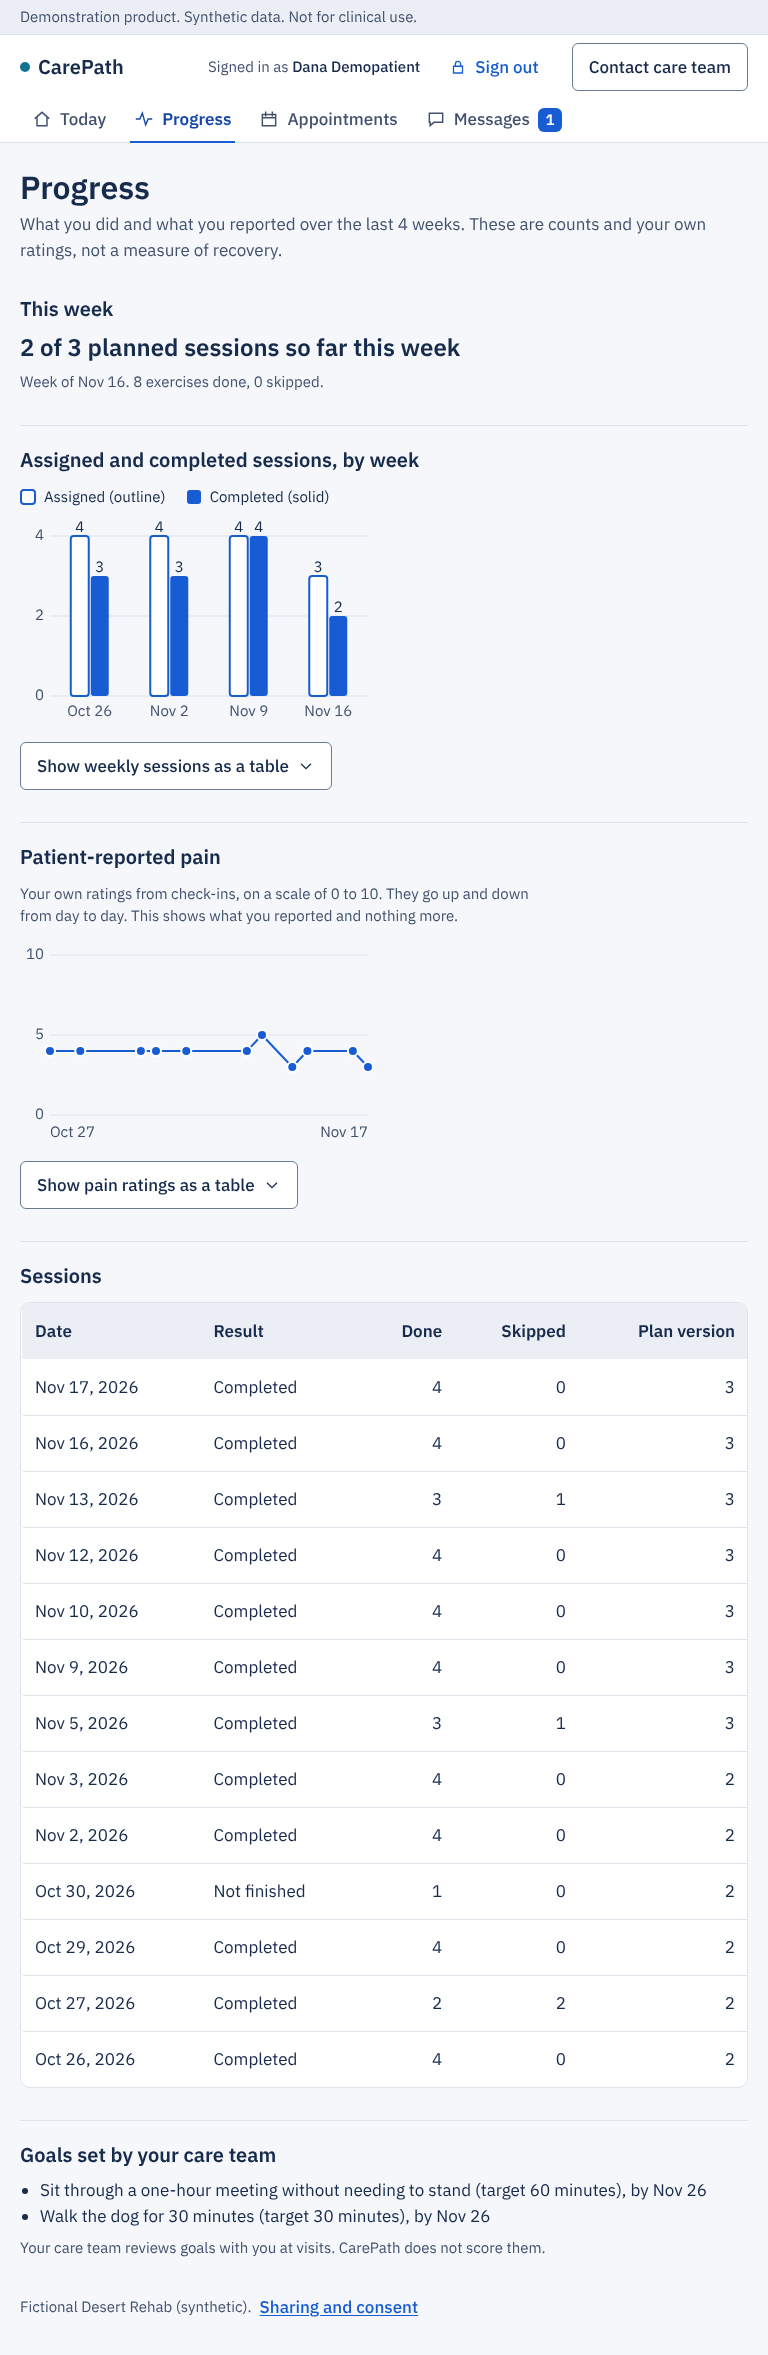 Demonstration product. Synthetic data. Not for clinical use.
CarePath
Signed in as Dana Demopatient
Sign out
Contact care team
Today
Progress
Appointments
Messages 1
Progress
What you did and what you reported over the last 4 weeks. These are counts and your own
ratings, not a measure of recovery.
This week
2 of 3 planned sessions so far this week
Week of Nov 16. 8 exercises done, 0 skipped.
Assigned and completed sessions, by week
Assigned (outline) Completed (solid)
4 4 4 4
4 3 3 3
2 2
0
Oct 26 Nov 2 Nov 9 Nov 16
Show weekly sessions as a table
Patient-reported pain
Your own ratings from check-ins, on a scale of 0 to 10. They go up and down
from day to day. This shows what you reported and nothing more.
10
5
0
Oct 27 Nov 17
Show pain ratings as a table
Sessions
Date Result Done Skipped Plan version
Nov 17, 2026 Completed 4 0 3
Nov 16, 2026 Completed 4 0 3
Nov 13, 2026 Completed 3 1 3
Nov 12, 2026 Completed 4 0 3
Nov 10, 2026 Completed 4 0 3
Nov 9, 2026 Completed 4 0 3
Nov 5, 2026 Completed 3 1 3
Nov 3, 2026 Completed 4 0 2
Nov 2, 2026 Completed 4 0 2
Oct 30, 2026 Not finished 1 0 2
Oct 29, 2026 Completed 4 0 2
Oct 27, 2026 Completed 2 2 2
Oct 26, 2026 Completed 4 0 2
Goals set by your care team
• Sit through a one-hour meeting without needing to stand (target 60 minutes), by Nov 26
• Walk the dog for 30 minutes (target 30 minutes), by Nov 26
Your care team reviews goals with you at visits. CarePath does not score them.
Fictional Desert Rehab (synthetic). Sharing and consent